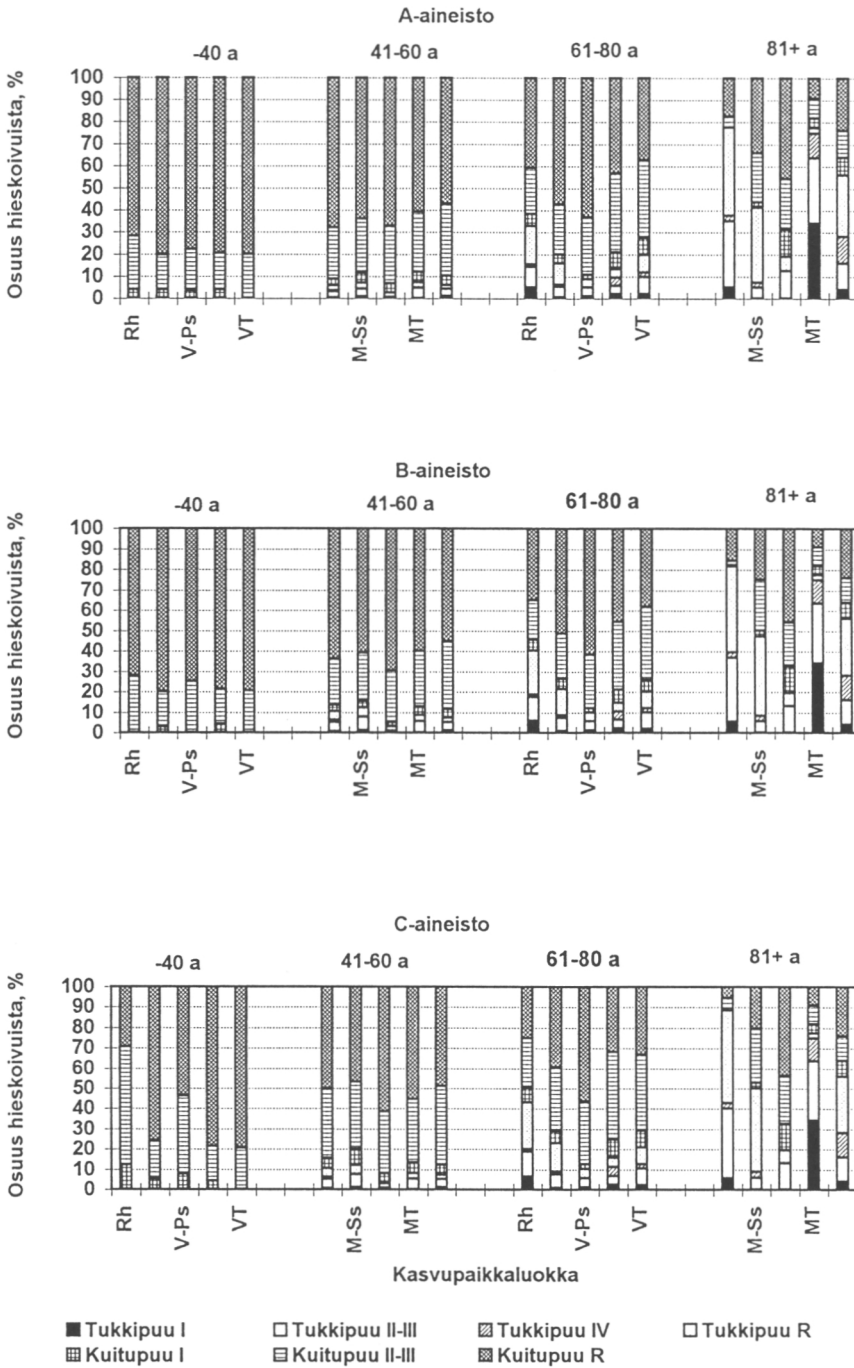 A-aineisto
-40 a 41-60 a 61-80 a 81+ a
Osuus hieskoivuista, %
100
90
80
70
60
50
40
30
20
10
0
Rh V-Ps VT M-Ss MT Rh V-Ps VT M-Ss MT
B-aineisto
-40 a 41-60 a 61-80 a 81+ a
Osuus hieskoivuista, %
100
90
80
70
60
50
40
30
20
10
0
Rh V-Ps VT M-Ss MT Rh V-Ps VT M-Ss MT
C-aineisto
-40 a 41-60 a 61-80 a 81+ a
Osuus hieskoivuista, %
100
90
80
70
60
50
40
30
20
10
0
Rh V-Ps VT M-Ss MT Rh V-Ps VT M-Ss MT
Kasvupaikkaluokka
Tukkipuu I Tukkipuu II-III Tukkipuu IV Tukkipuu R
Kuitupuu I Kuitupuu II-III Kuitupuu R